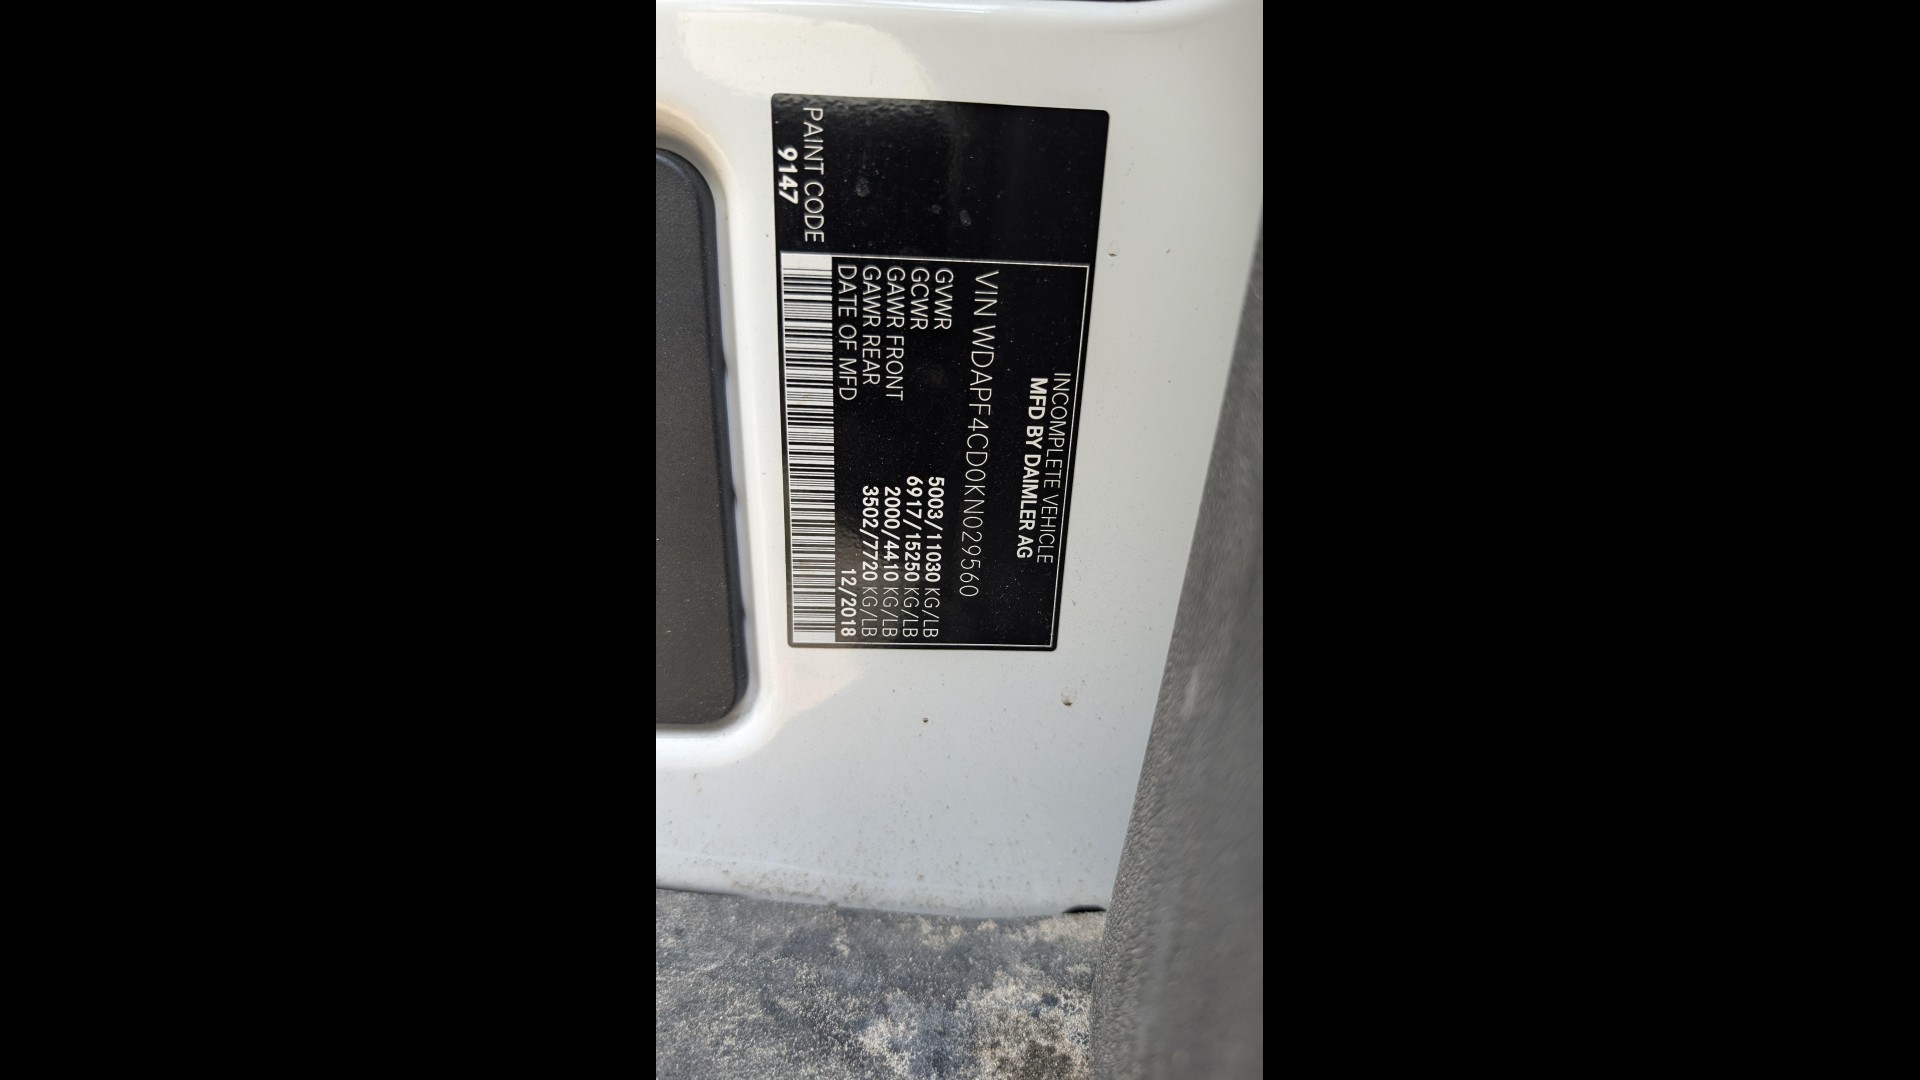 PAINT CODE
9147
INCOMPLETE VEHICLE
MFD BY DAIMLER AG
VIN WDAPF4CD0KN029560
GVWR 5003/11030 KG/LB
GCWR 6917/15250 KG/LB
GAWR FRONT 2000/4410 KG/LB
GAWR REAR 3502/7720 KG/LB
DATE OF MFD 12/2018